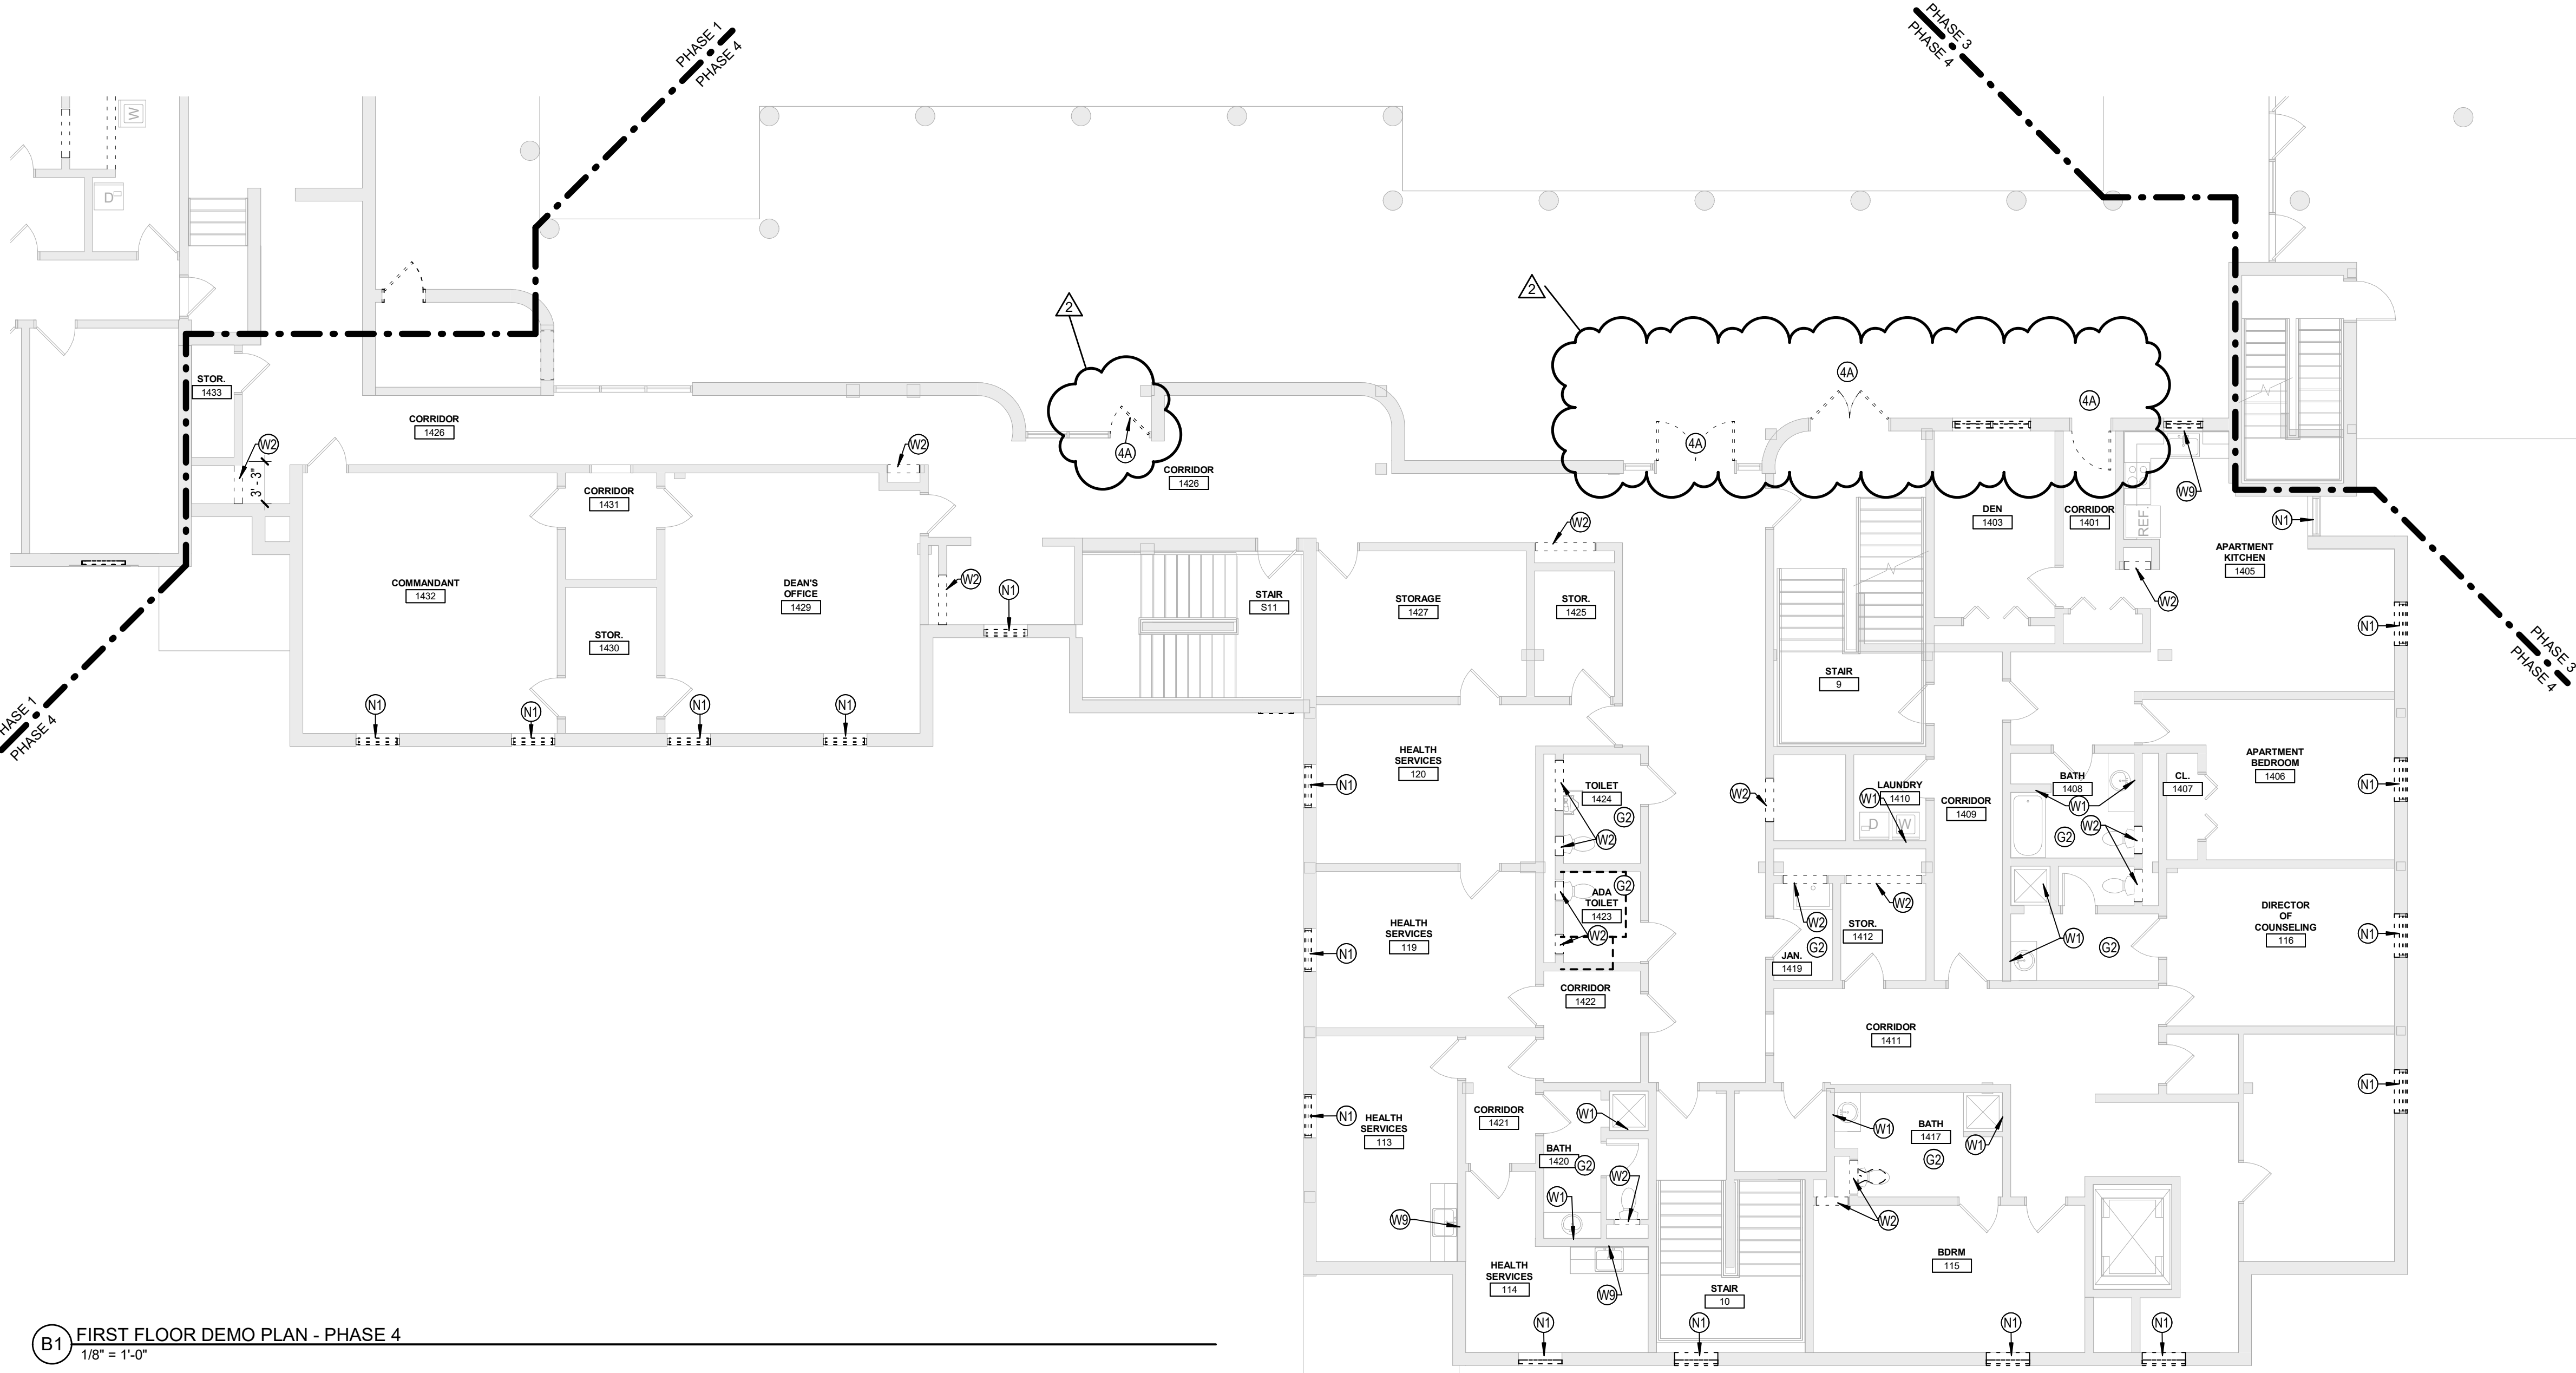 PHASE 1
PHASE 4
PHASE 3
PHASE 4
W
D
2
2
4A
4A
4A
4A
STOR.
1433
CORRIDOR
1426
W2
3' - 3"
W2
CORRIDOR
1426
W9
CORRIDOR
1431
DEN
1403
CORRIDOR
1401
REF.
N1
W2
APARTMENT
KITCHEN
1405
COMMANDANT
1432
DEAN'S
OFFICE
1429
W2
N1
STAIR
S11
STORAGE
1427
STOR.
1425
W2
N1
STOR.
1430
STAIR
9
PHASE 3
PHASE 4
PHASE 4
N1
N1
N1
N1
HEALTH
SERVICES
120
N1
TOILET
1424
G2
W2
W2
LAUNDRY
1410
W1
D
W
CORRIDOR
1409
BATH
1408
W1
G2
W2
CL.
1407
APARTMENT
BEDROOM
1406
N1
G2
ADA
TOILET
1423
W2
HEALTH
SERVICES
119
N1
W2
G2
JAN.
1419
STOR.
1412
W2
W1
G2
DIRECTOR
OF
COUNSELING
116
N1
CORRIDOR
1422
CORRIDOR
1411
N1
HEALTH
SERVICES
113
N1
CORRIDOR
1421
W1
BATH
1420
G2
W2
W1
W9
W1
BATH
1417
G2
W1
W2
HEALTH
SERVICES
114
W9
STAIR
10
BDRM
115
N1
N1
N1
N1
B1
FIRST FLOOR DEMO PLAN - PHASE 4
1/8" = 1'-0"